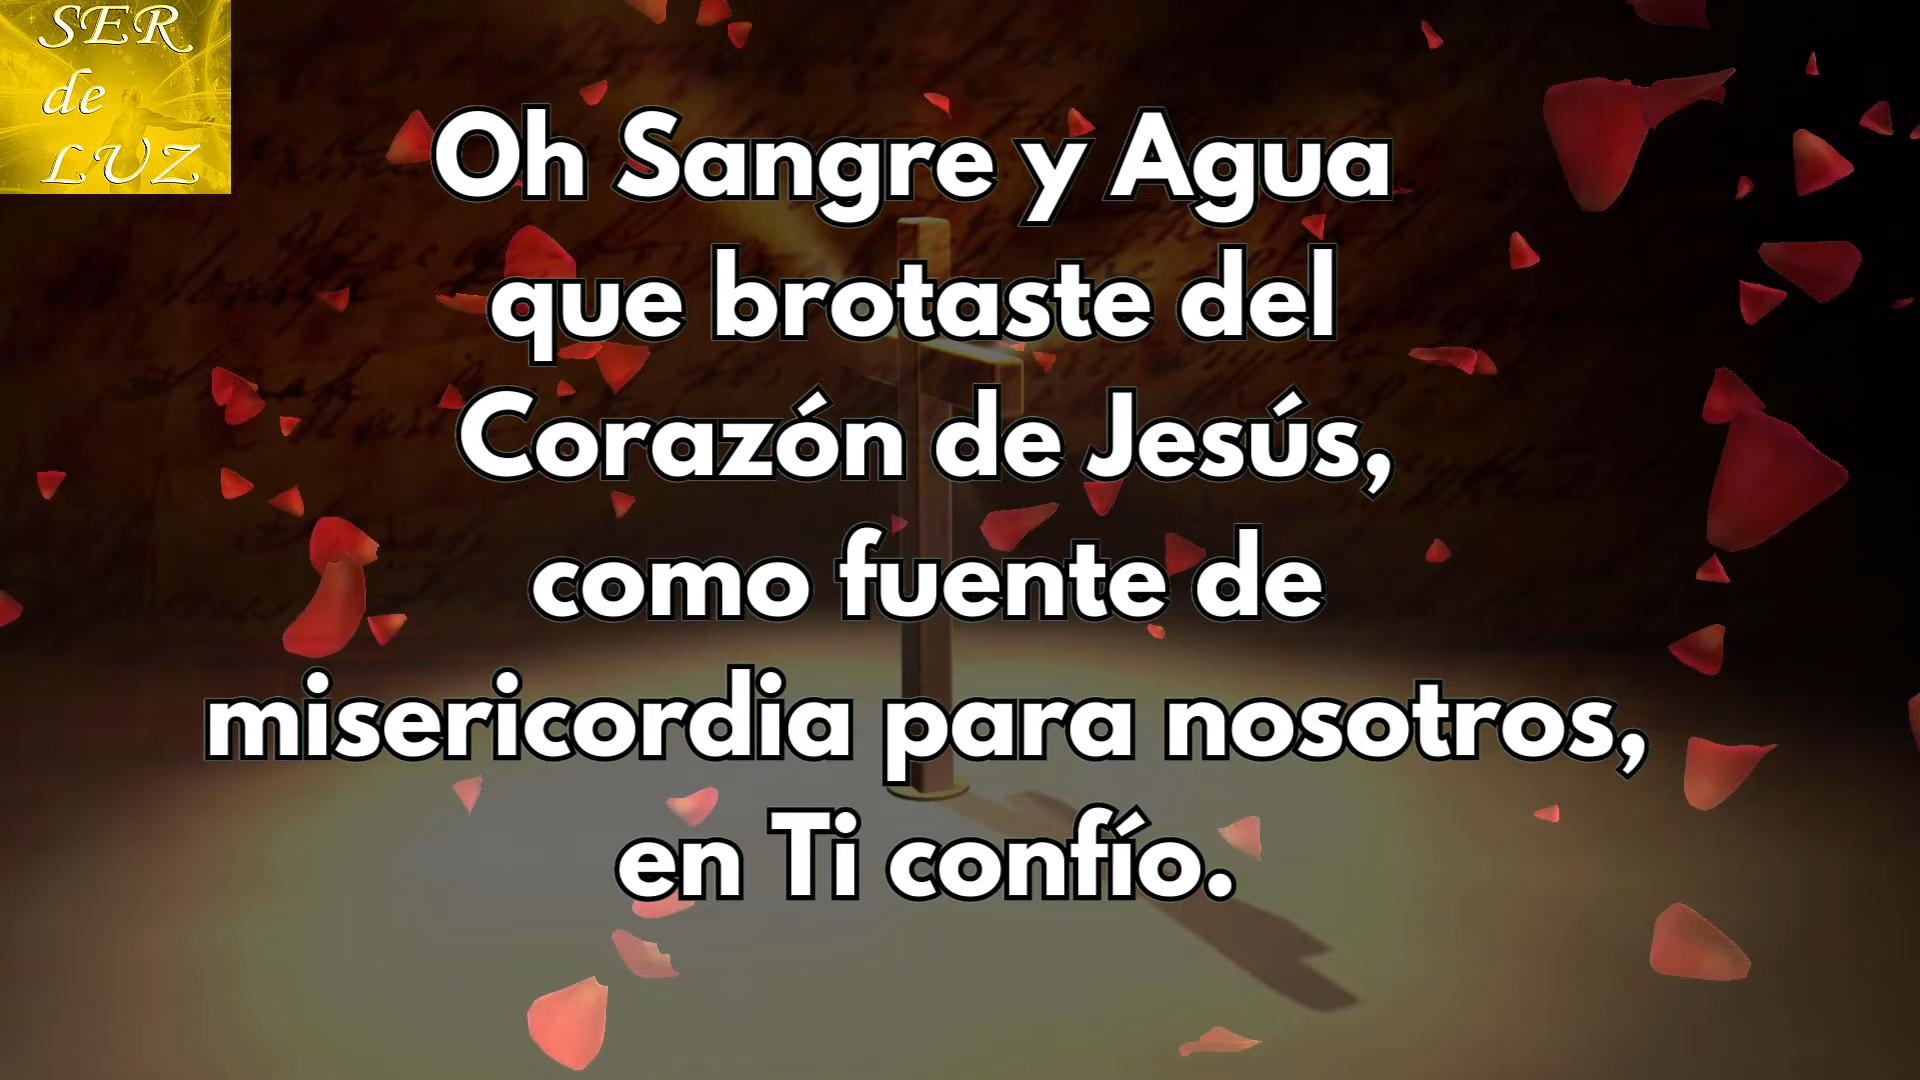 SER
de
LUZ
Oh Sangre y Agua
que brotaste del
Corazón de Jesús,
como fuente de
misericordia para nosotros,
en Ti confío.